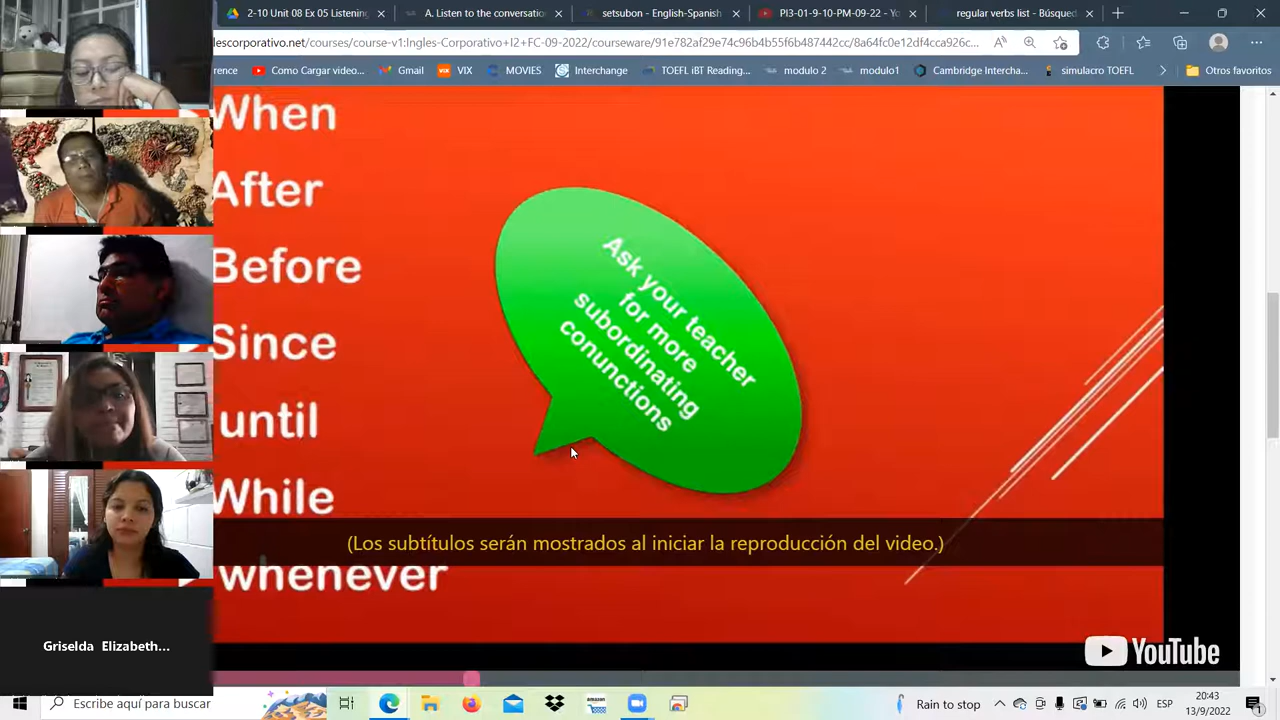 2-10 Unit 08 Ex 05 Listening
A. Listen to the conversation
setsubon - English-Spanish
PI3-01-9-10-PM-09-22 - Yo
regular verbs list - Búsqued
lescorporativo.net/courses/course-v1:Ingles-Corporativo+I2+FC-09-2022/courseware/91e782af29e74c96b4b55f6b487442cc/8a64fc0e12df4cca926c...
rence
Como Cargar video...
Gmail
VIX
MOVIES
Interchange
TOEFL iBT Reading...
modulo 2
modulo1
Cambridge Intercha...
simulacro TOEFL
Otros favoritos
When
After
Before
Since
until
While
whenever
Ask your teacher
for more
subordinating
conunctions
(Los subtítulos serán mostrados al iniciar la reproducción del video.)
YouTube
Griselda Elizabeth...
Escribe aquí para buscar
amazon
Rain to stop
ESP
20:43
13/9/2022
1